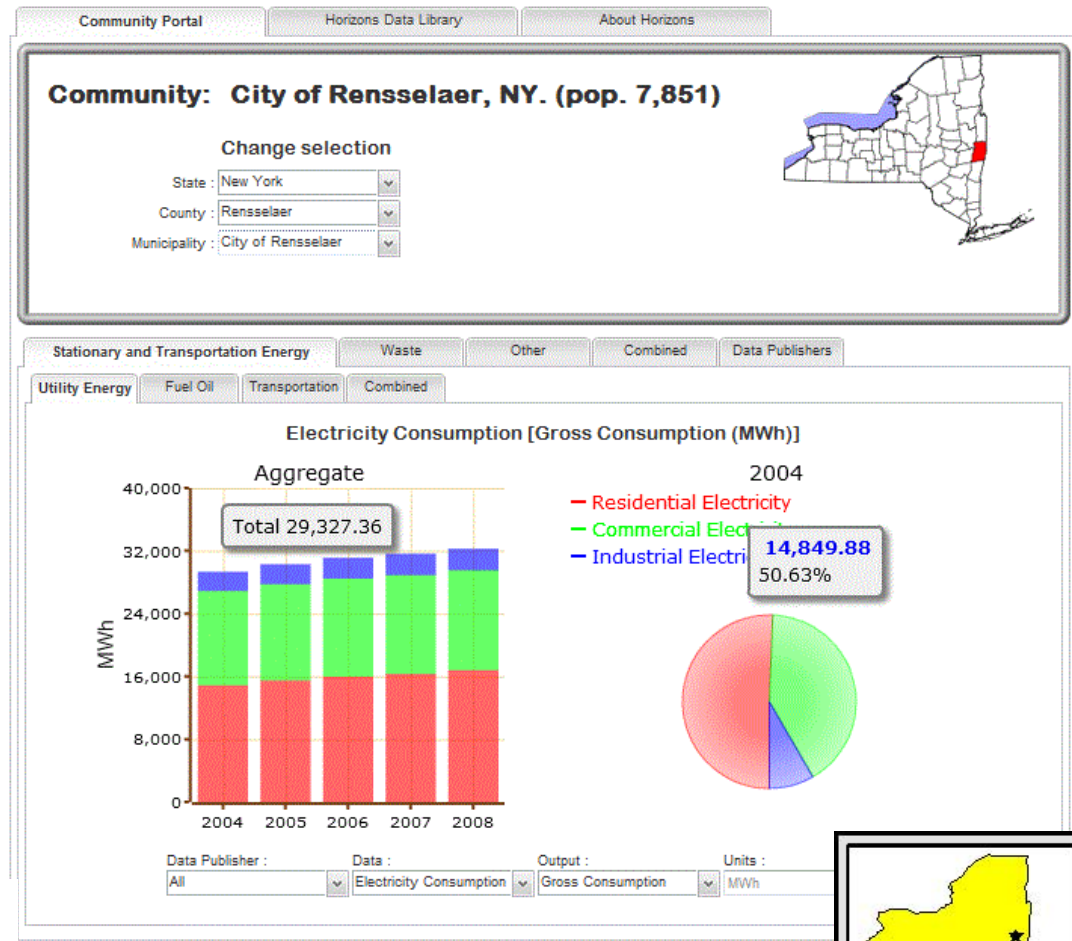 Community Portal
Horizons Data Library
About Horizons
Community: City of Rensselaer, NY. (pop. 7,851)
Change selection
State : New York
County : Rensselaer
Municipality : City of Rensselaer
Stationary and Transportation Energy
Waste
Other
Combined
Data Publishers
Utility Energy
Fuel Oil
Transportation
Combined
Electricity Consumption [Gross Consumption (MWh)]
Aggregate
40,000
32,000
24,000
16,000
8,000
0
MWh
Total 29,327.36
2004 2005 2006 2007 2008
2004
Residential Electricity
Commercial
Industrial
14,849.88
50.63%
Data Publisher :
All
Data :
Electricity Consumption
Output :
Gross Consumption
Units :
MWh